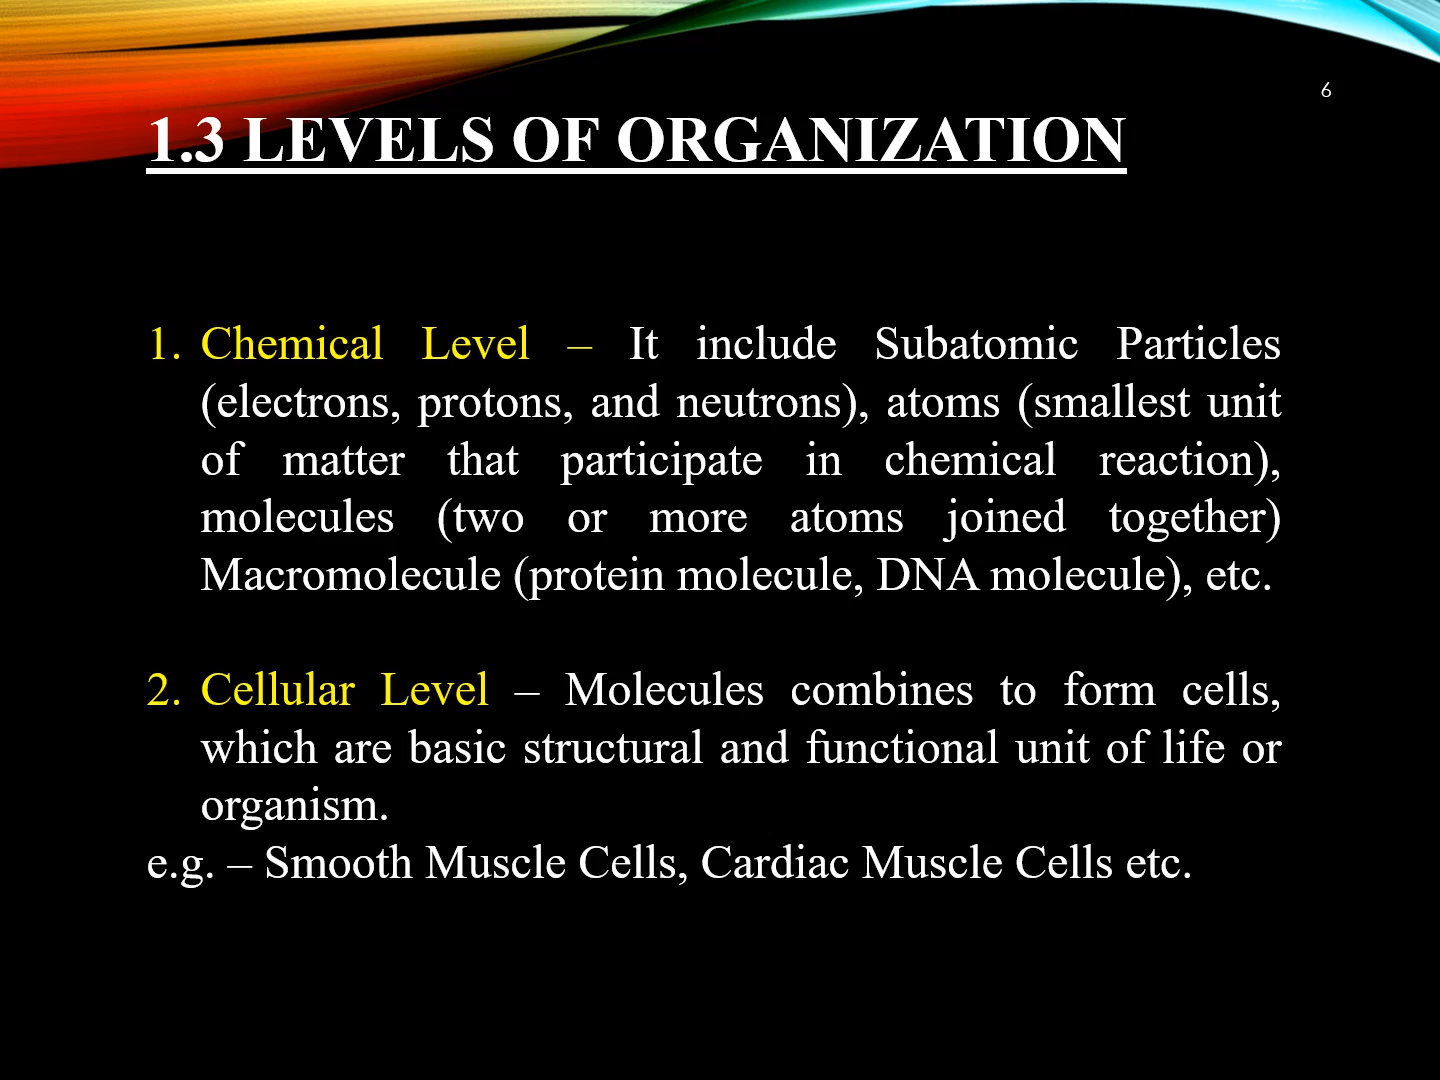 6
1.3 LEVELS OF ORGANIZATION
1. Chemical Level – It include Subatomic Particles
(electrons, protons, and neutrons), atoms (smallest unit
of matter that participate in chemical reaction),
molecules (two or more atoms joined together)
Macromolecule (protein molecule, DNA molecule), etc.
2. Cellular Level – Molecules combines to form cells,
which are basic structural and functional unit of life or
organism.
e.g. – Smooth Muscle Cells, Cardiac Muscle Cells etc.